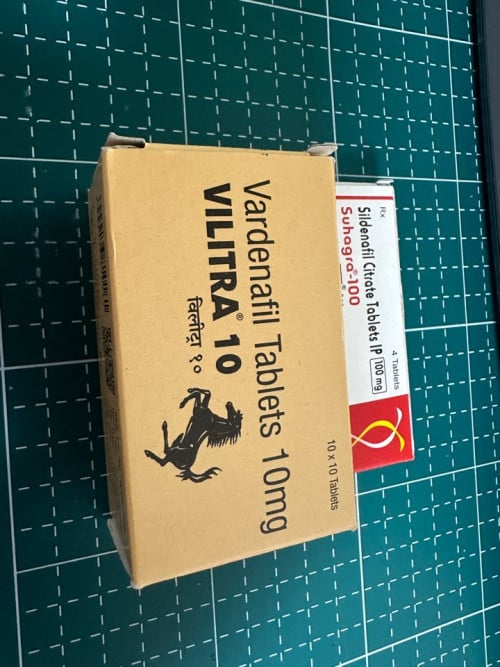 Vardenafil Tablets 10mg
VILITRA® 10
विलीट्रा १०
10 x 10 Tablets
Rx
Sildenafil Citrate Tablets IP 100 mg
Suhagra®-100
4 Tablets